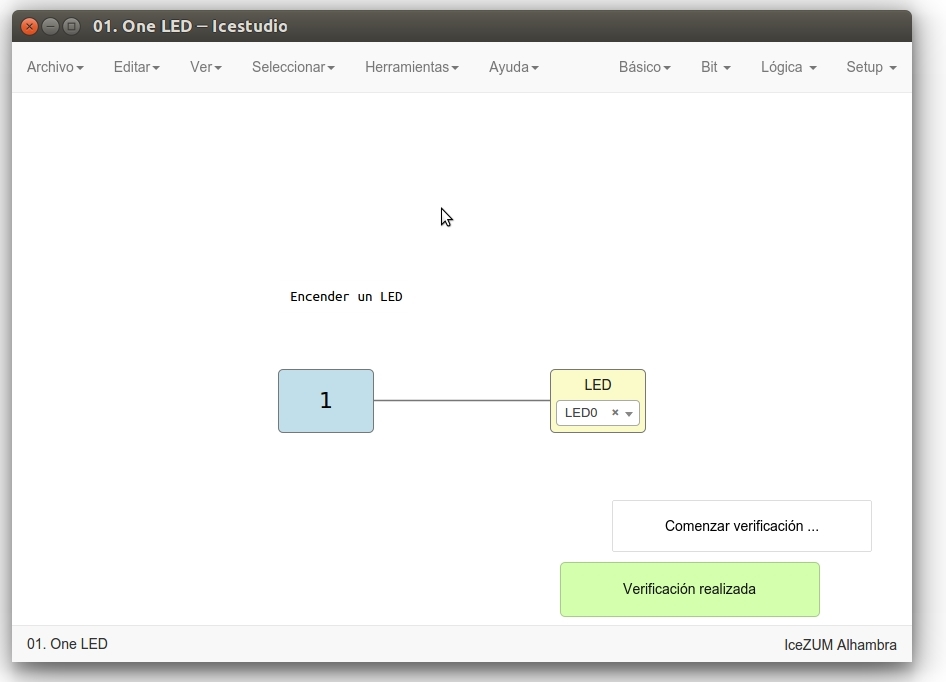 01. One LED – Icestudio
Archivo Editar Ver Seleccionar Herramientas Ayuda Básico Bit Lógica Setup
Encender un LED
1
LED
LED0 ×
Comenzar verificación ...
Verificación realizada
01. One LED IceZUM Alhambra